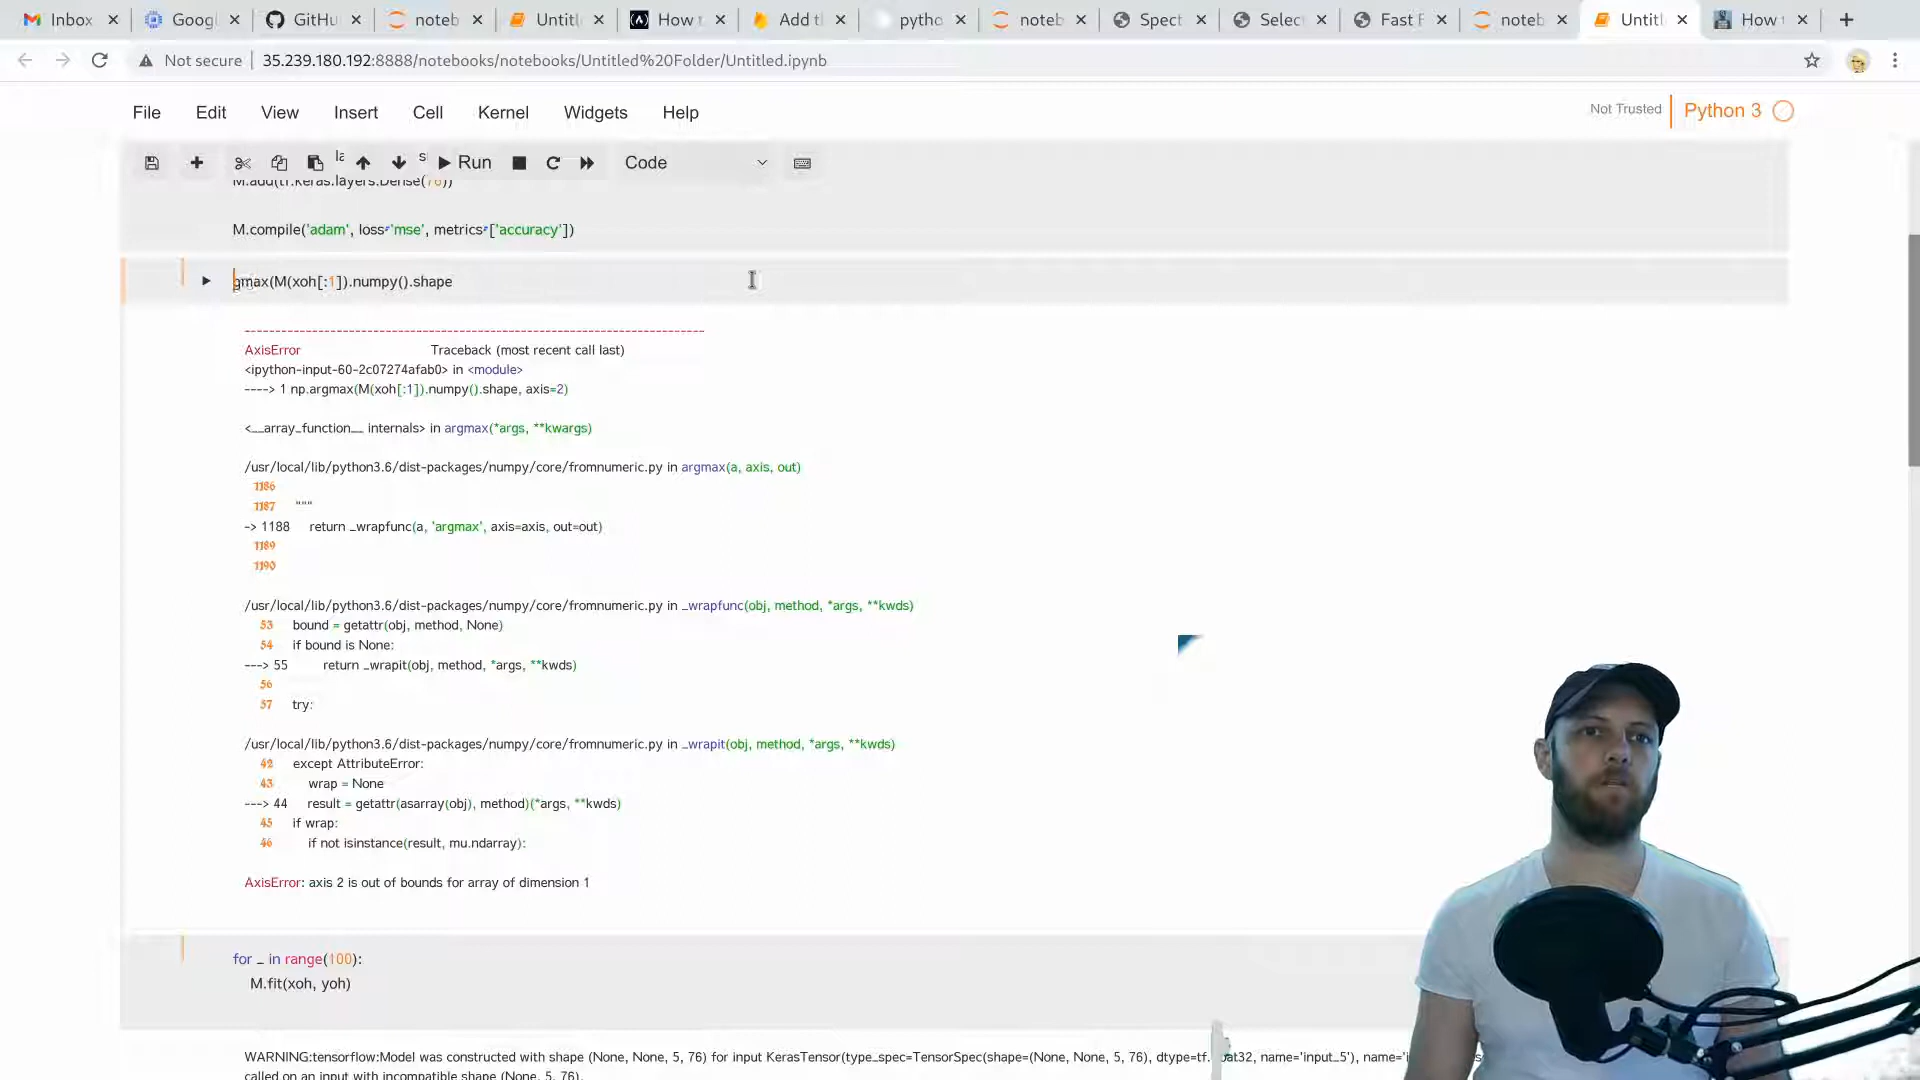 Inbox Googl GitHu noteb Untitl How Add t pytho noteb Spect Selec Fast F noteb Untitl How
Not secure 35.239.180.192:8888/notebooks/notebooks/Untitled%20Folder/Untitled.ipynb
File Edit View Insert Cell Kernel Widgets Help Not Trusted Python 3
Run Code
M.add(tf.keras.layers.Dense(76))
M.compile('adam', loss='mse', metrics=['accuracy'])
gmax(M(xoh[:1]).numpy().shape
AxisError Traceback (most recent call last)
<ipython-input-60-2c07274afab0> in <module>
----> 1 np.argmax(M(xoh[:1]).numpy().shape, axis=2)
<__array_function__ internals> in argmax(*args, **kwargs)
/usr/local/lib/python3.6/dist-packages/numpy/core/fromnumeric.py in argmax(a, axis, out)
1186
1187 """
-> 1188 return _wrapfunc(a, 'argmax', axis=axis, out=out)
1189
1190
/usr/local/lib/python3.6/dist-packages/numpy/core/fromnumeric.py in _wrapfunc(obj, method, *args, **kwds)
53 bound = getattr(obj, method, None)
54 if bound is None:
---> 55 return _wrapit(obj, method, *args, **kwds)
56
57 try:
/usr/local/lib/python3.6/dist-packages/numpy/core/fromnumeric.py in _wrapit(obj, method, *args, **kwds)
42 except AttributeError:
43 wrap = None
---> 44 result = getattr(asarray(obj), method)(*args, **kwds)
45 if wrap:
46 if not isinstance(result, mu.ndarray):
AxisError: axis 2 is out of bounds for array of dimension 1
for _ in range(100):
M.fit(xoh, yoh)
WARNING:tensorflow:Model was constructed with shape (None, None, 5, 76) for input KerasTensor(type_spec=TensorSpec(shape=(None, None, 5, 76), dtype=tf. at32, name='input_5'), name='i
called on an input with incompatible shape (None, 5, 76).